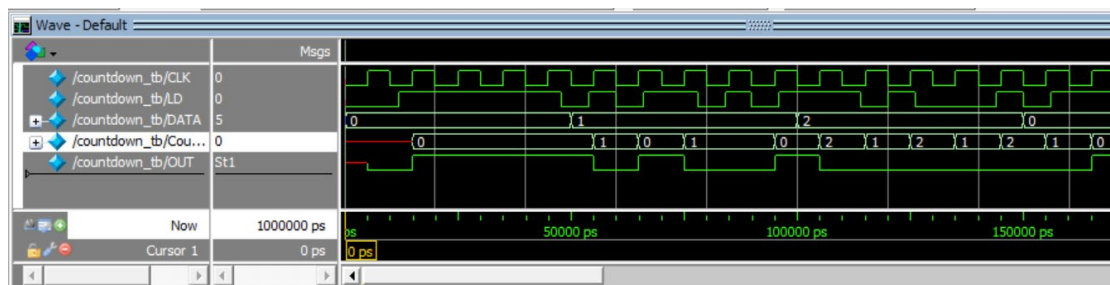 Wave - Default
Msgs
/countdown_tb/CLK 0
/countdown_tb/LD 0
/countdown_tb/DATA 5 0 1 2 0
/countdown_tb/Cou... 0 0 1 0 1 0 2 1 2 1 2 1 0
/countdown_tb/OUT St1
Now 1000000 ps ps 50000 ps 100000 ps 150000 ps
Cursor 1 0 ps 0 ps